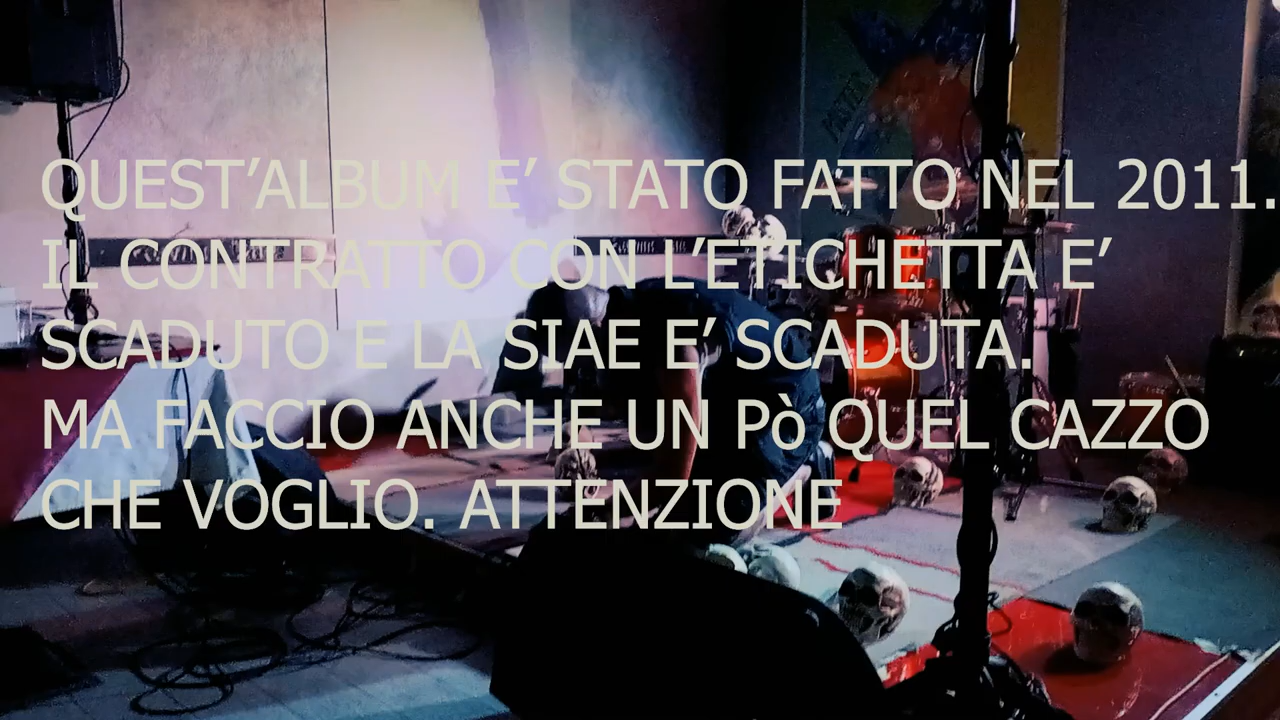 QUEST’ALBUM E’ STATO FATTO NEL 2011.
IL CONTRATTO CON L’ETICHETTA E’
SCADUTO E LA SIAE E’ SCADUTA.
MA FACCIO ANCHE UN Pò QUEL CAZZO
CHE VOGLIO. ATTENZIONE